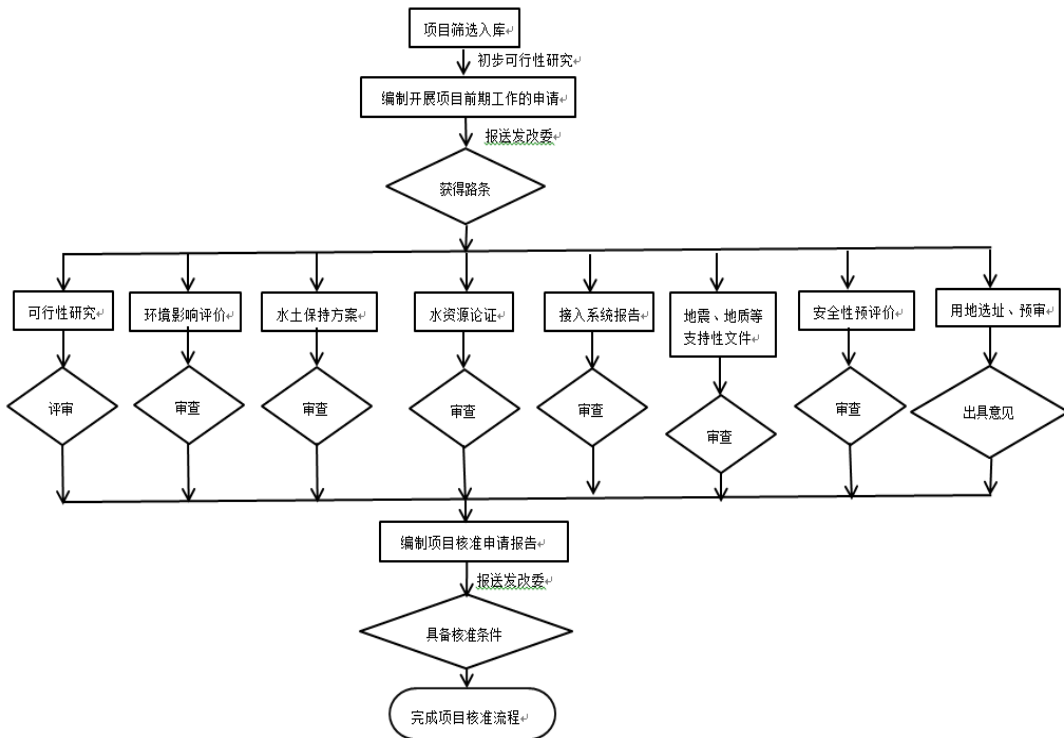 项目筛选入库
初步可行性研究
编制开展项目前期工作的申请
报送发改委
获得路条
可行性研究
环境影响评价
水土保持方案
水资源论证
接入系统报告
地震、地质等
支持性文件
安全性预评价
用地选址、预审
评审
审查
审查
审查
审查
审查
审查
出具意见
编制项目核准申请报告
报送发改委
具备核准条件
完成项目核准流程